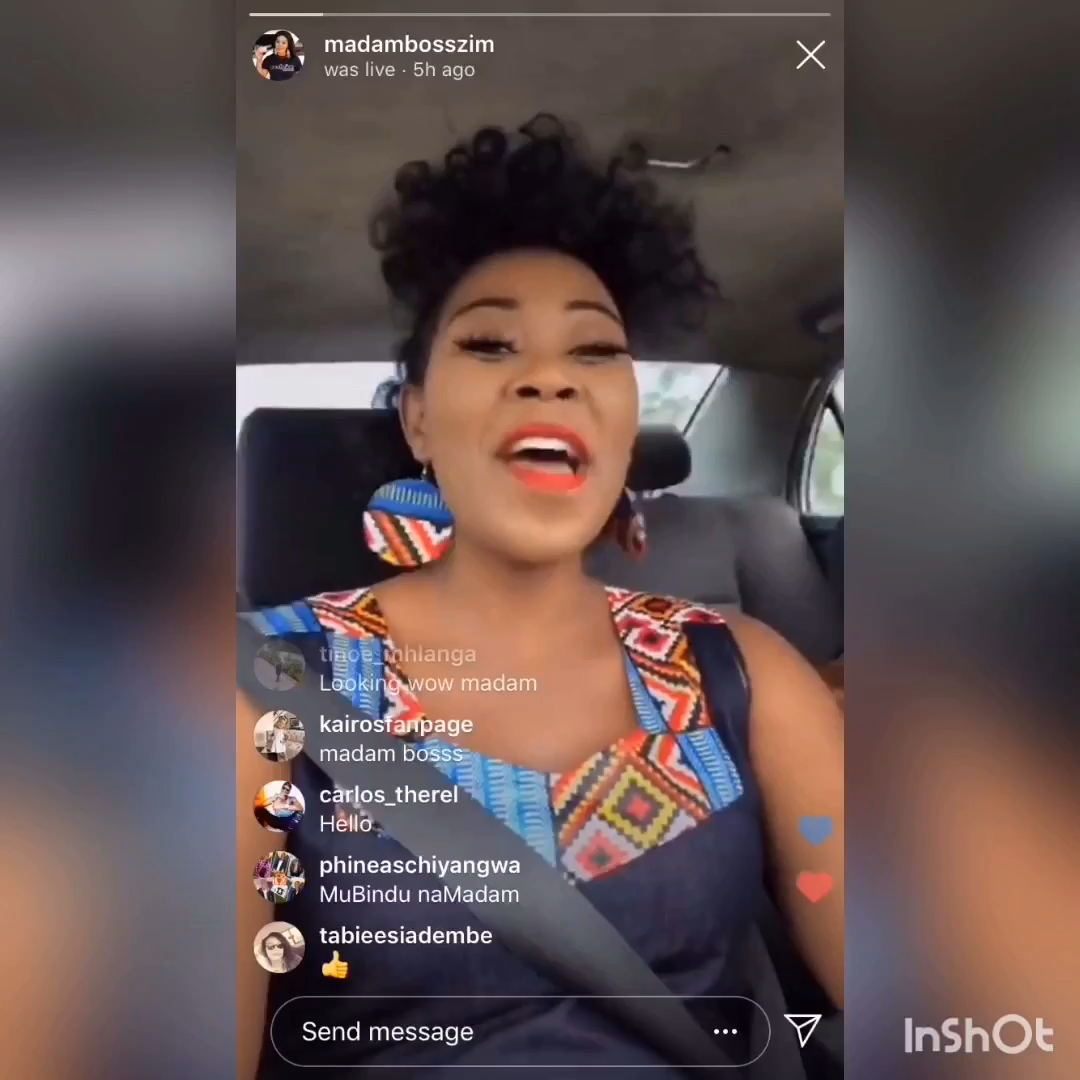 madambosszim
was live · 5h ago
tinoe_mhlanga
Looking wow madam
kairosfanpage
madam bosss
carlos_therel
Hello
phineaschiyangwa
MuBindu naMadam
tabieesiadembe
👍
Send message
InShOt